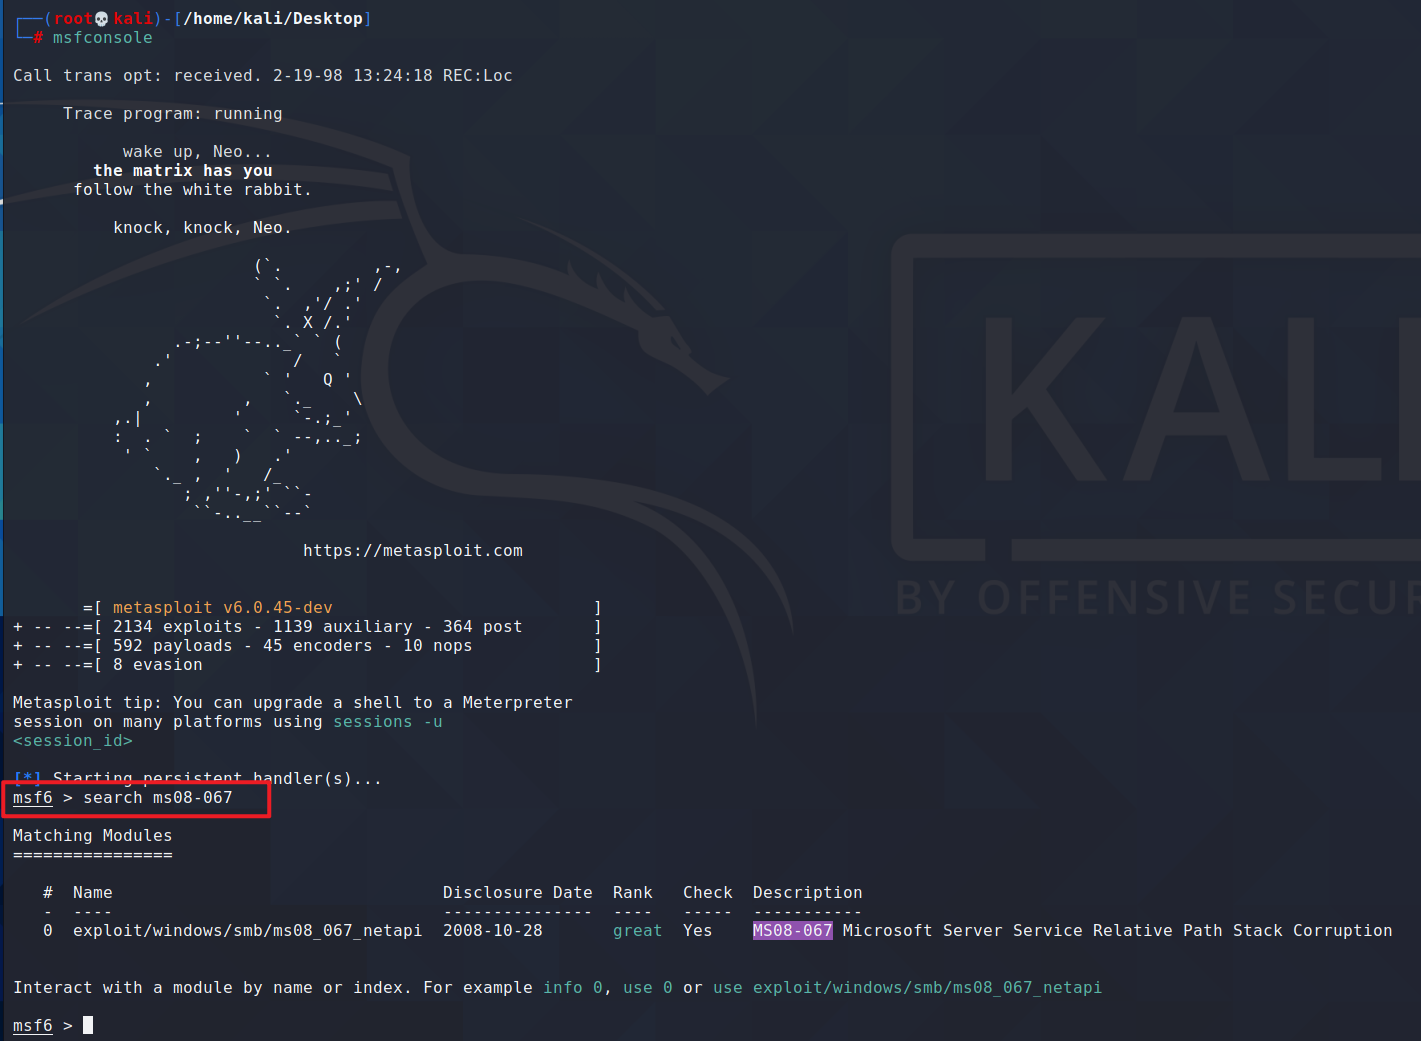 ┌──(root💀kali)-[/home/kali/Desktop]
└─# msfconsole
Call trans opt: received. 2-19-98 13:24:18 REC:Loc
     Trace program: running
           wake up, Neo...
        the matrix has you
      follow the white rabbit.
          knock, knock, Neo.
                        (`.         ,-,
                        ` `.    ,;' /
                         `.  ,'/ .'
                          `. X /.'
                .-;--''--.._` ` (
              .'            /   `
             ,           ` '   Q '
             ,         ,   `._    \
          ,.|         '     `-.;_'
          :  . `  ;    `  ` --,.._;
           ' `    ,   )   .'
              `._ ,  '   /_
                 ; ,''-,;' ``-
                  ``-..__``--`
                             https://metasploit.com
       =[ metasploit v6.0.45-dev                          ]
+ -- --=[ 2134 exploits - 1139 auxiliary - 364 post       ]
+ -- --=[ 592 payloads - 45 encoders - 10 nops            ]
+ -- --=[ 8 evasion                                       ]
Metasploit tip: You can upgrade a shell to a Meterpreter
session on many platforms using sessions -u
<session_id>
[*] Starting persistent handler(s)...
msf6 > search ms08-067
Matching Modules
================
   #  Name                                 Disclosure Date  Rank   Check  Description
   -  ----                                 ---------------  ----   -----  -----------
   0  exploit/windows/smb/ms08_067_netapi  2008-10-28       great  Yes    MS08-067 Microsoft Server Service Relative Path Stack Corruption
Interact with a module by name or index. For example info 0, use 0 or use exploit/windows/smb/ms08_067_netapi
msf6 >
KALI
BY OFFENSIVE SECUR